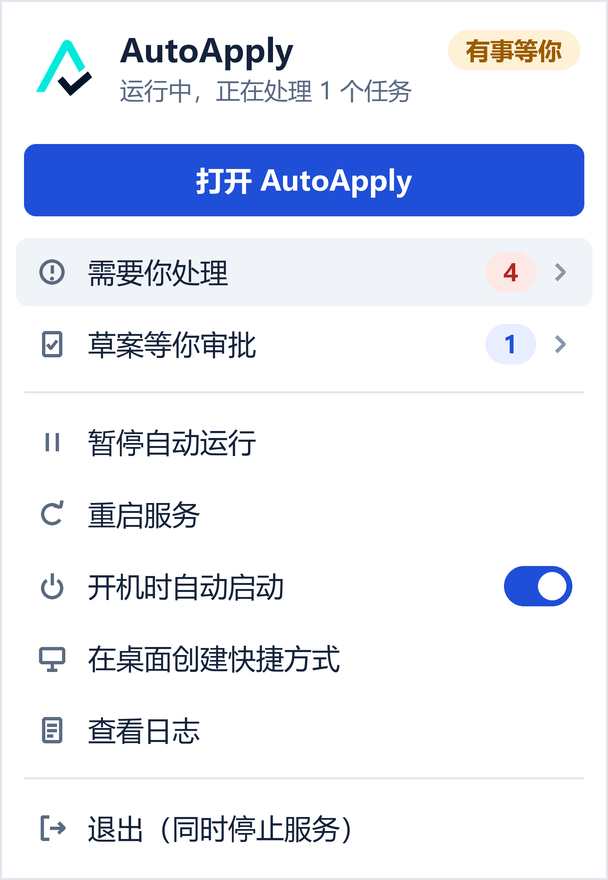 AutoApply
有事等你
运行中，正在处理 1 个任务
打开 AutoApply
需要你处理
4
草案等你审批
1
暂停自动运行
重启服务
开机时自动启动
在桌面创建快捷方式
查看日志
退出（同时停止服务）